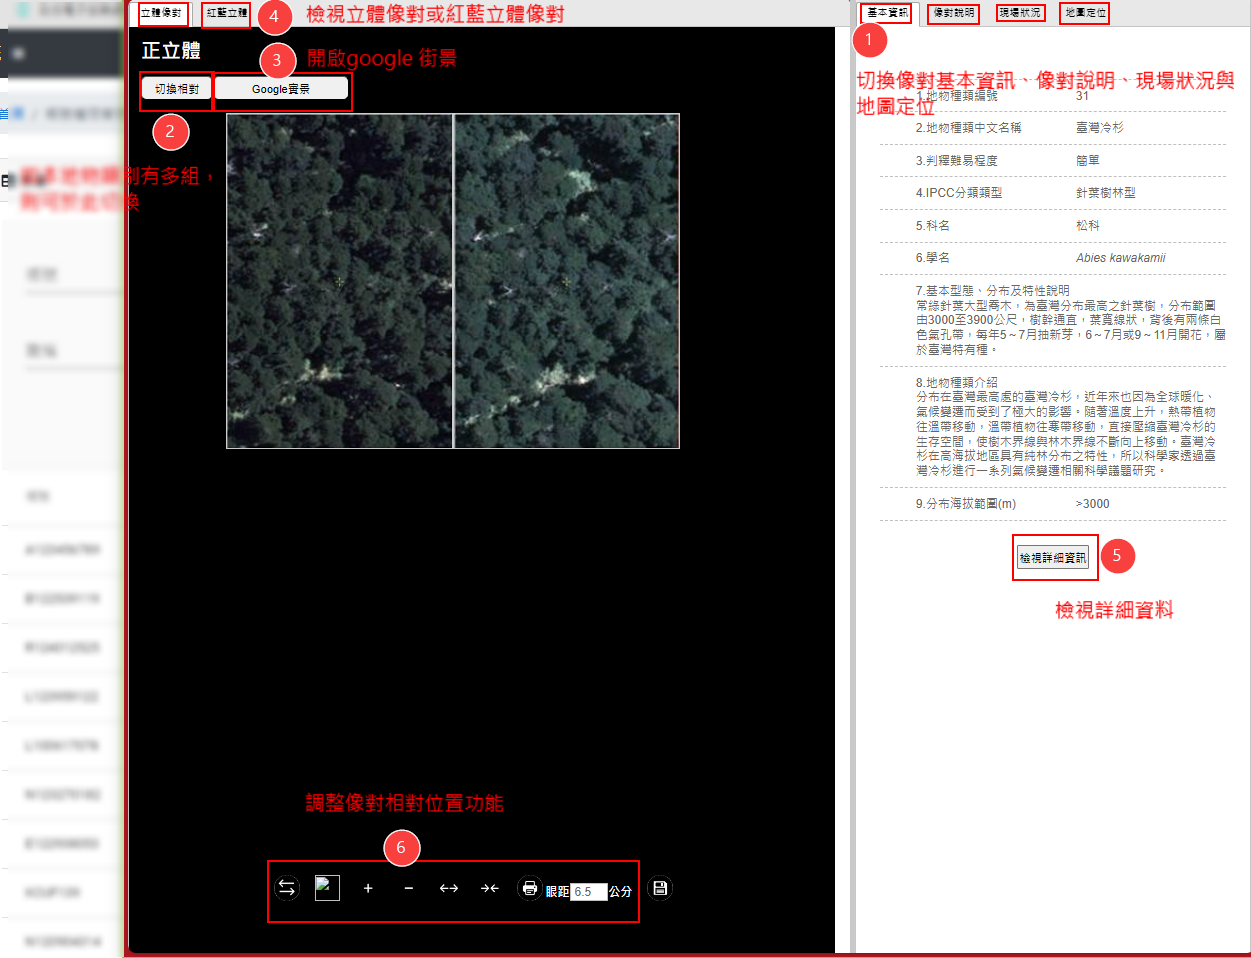 立體像對
紅藍立體
4
檢視立體像對或紅藍立體像對
正立體
3
開啟google 街景
切換相對
Google實景
2
別有多組，
則可於此切換
調整像對相對位置功能
6
眼距 6.5 公分
基本資訊
像對說明
現場狀況
地圖定位
1
切換像對基本資訊、像對說明、現場狀況與
地圖定位
1.地物種類編號 31
2.地物種類中文名稱 臺灣冷杉
3.判釋難易程度 簡單
4.IPCC分類類型 針葉樹林型
5.科名 松科
6.學名 Abies kawakamii
7.基本型態、分布及特性說明
常綠針葉大型喬木，為臺灣分布最高之針葉樹，分布範圍
由3000至3900公尺，樹幹通直，葉寬線狀，背後有兩條白
色氣孔帶，每年5～7月抽新芽，6～7月或9～11月開花，屬
於臺灣特有種。
8.地物種類介紹
分布在臺灣最高處的臺灣冷杉，近年來也因為全球暖化、
氣候變遷而受到了極大的影響。隨著溫度上升，熱帶植物
往溫帶移動，溫帶植物往寒帶移動，直接壓縮臺灣冷杉的
生存空間，使樹木界線與林木界線不斷向上移動。臺灣冷
杉在高海拔地區具有純林分布之特性，所以科學家透過臺
灣冷杉進行一系列氣候變遷相關科學議題研究。
9.分布海拔範圍(m) >3000
檢視詳細資訊
5
檢視詳細資料